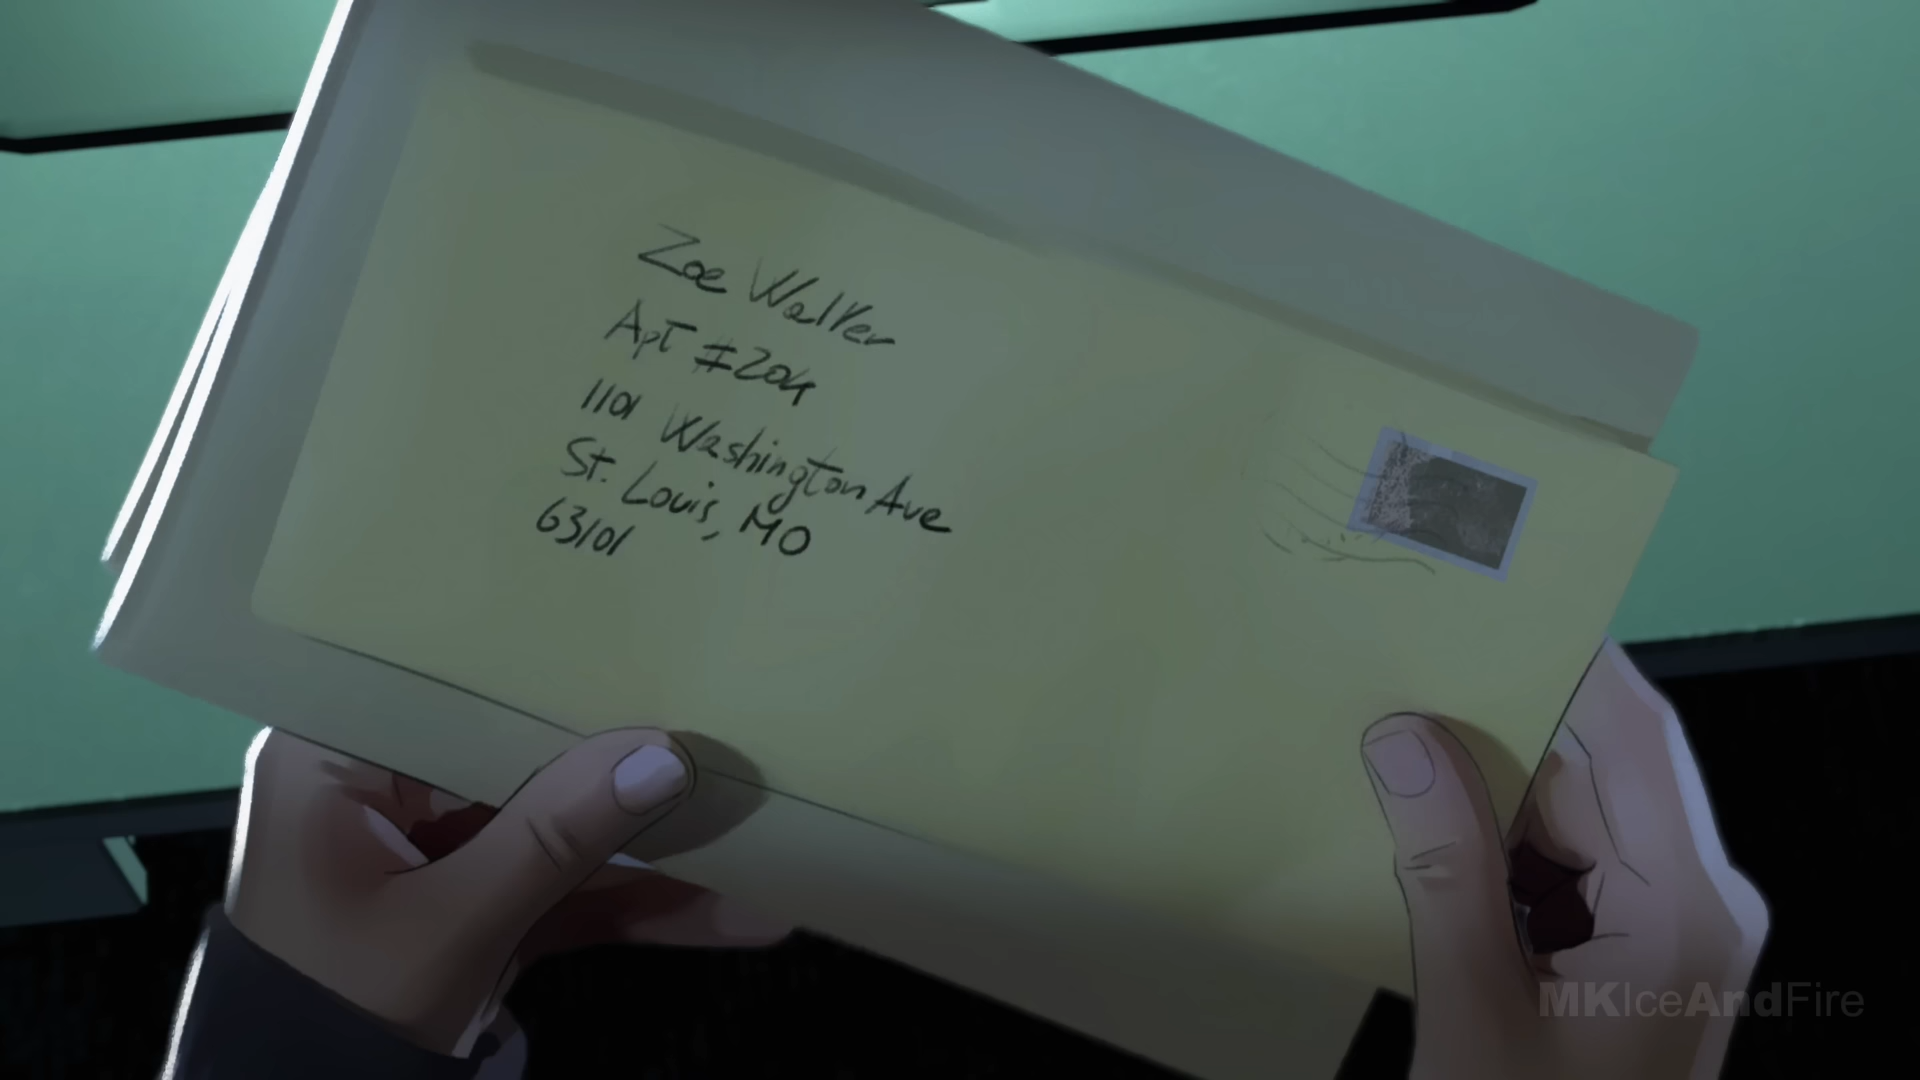 Zoe Walker
Apt #204
1101 Washington Ave
St. Louis, MO
63101
MKIceAndFire